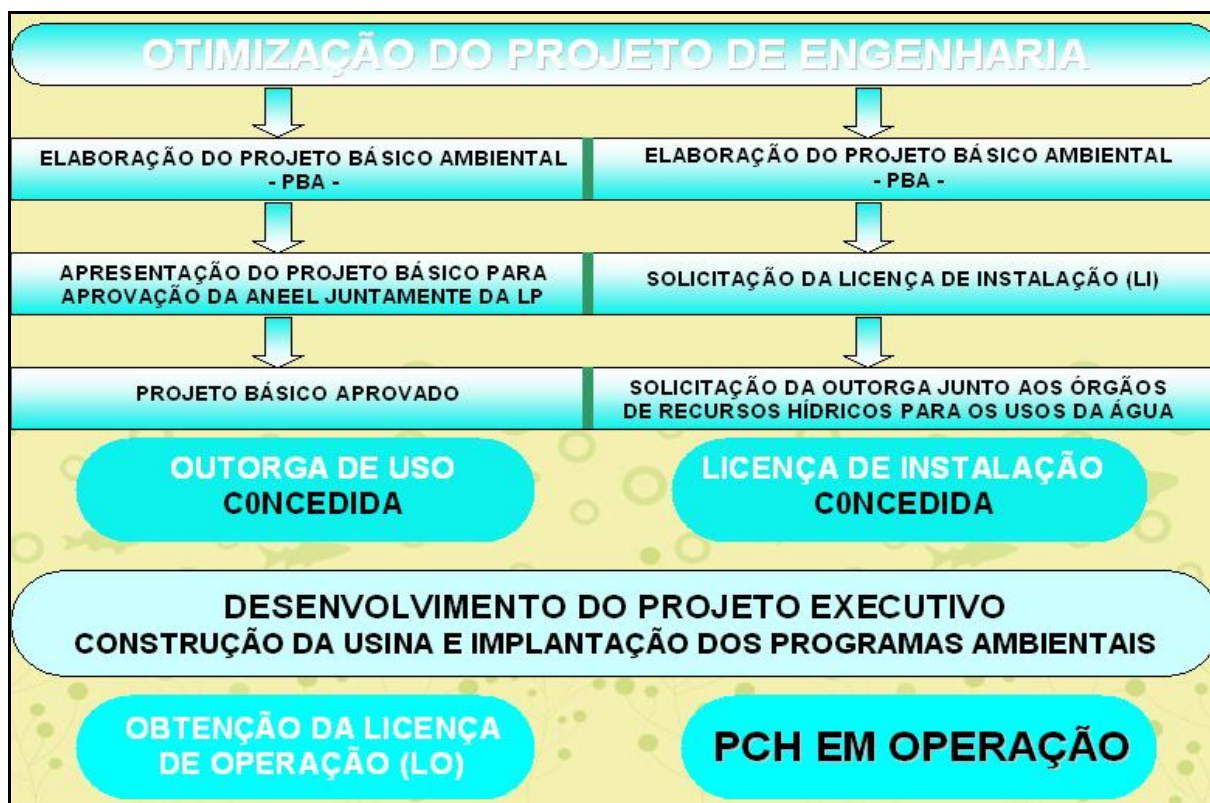 OTIMIZAÇÃO DO PROJETO DE ENGENHARIA
ELABORAÇÃO DO PROJETO BÁSICO AMBIENTAL
- PBA -
ELABORAÇÃO DO PROJETO BÁSICO AMBIENTAL
- PBA -
APRESENTAÇÃO DO PROJETO BÁSICO PARA
APROVAÇÃO DA ANEEL JUNTAMENTE DA LP
SOLICITAÇÃO DA LICENÇA DE INSTALAÇÃO (LI)
PROJETO BÁSICO APROVADO
SOLICITAÇÃO DA OUTORGA JUNTO AOS ÓRGÃOS
DE RECURSOS HÍDRICOS PARA OS USOS DA ÁGUA
OUTORGA DE USO
C0NCEDIDA
LICENÇA DE INSTALAÇÃO
C0NCEDIDA
DESENVOLVIMENTO DO PROJETO EXECUTIVO
CONSTRUÇÃO DA USINA E IMPLANTAÇÃO DOS PROGRAMAS AMBIENTAIS
OBTENÇÃO DA LICENÇA
DE OPERAÇÃO (LO)
PCH EM OPERAÇÃO